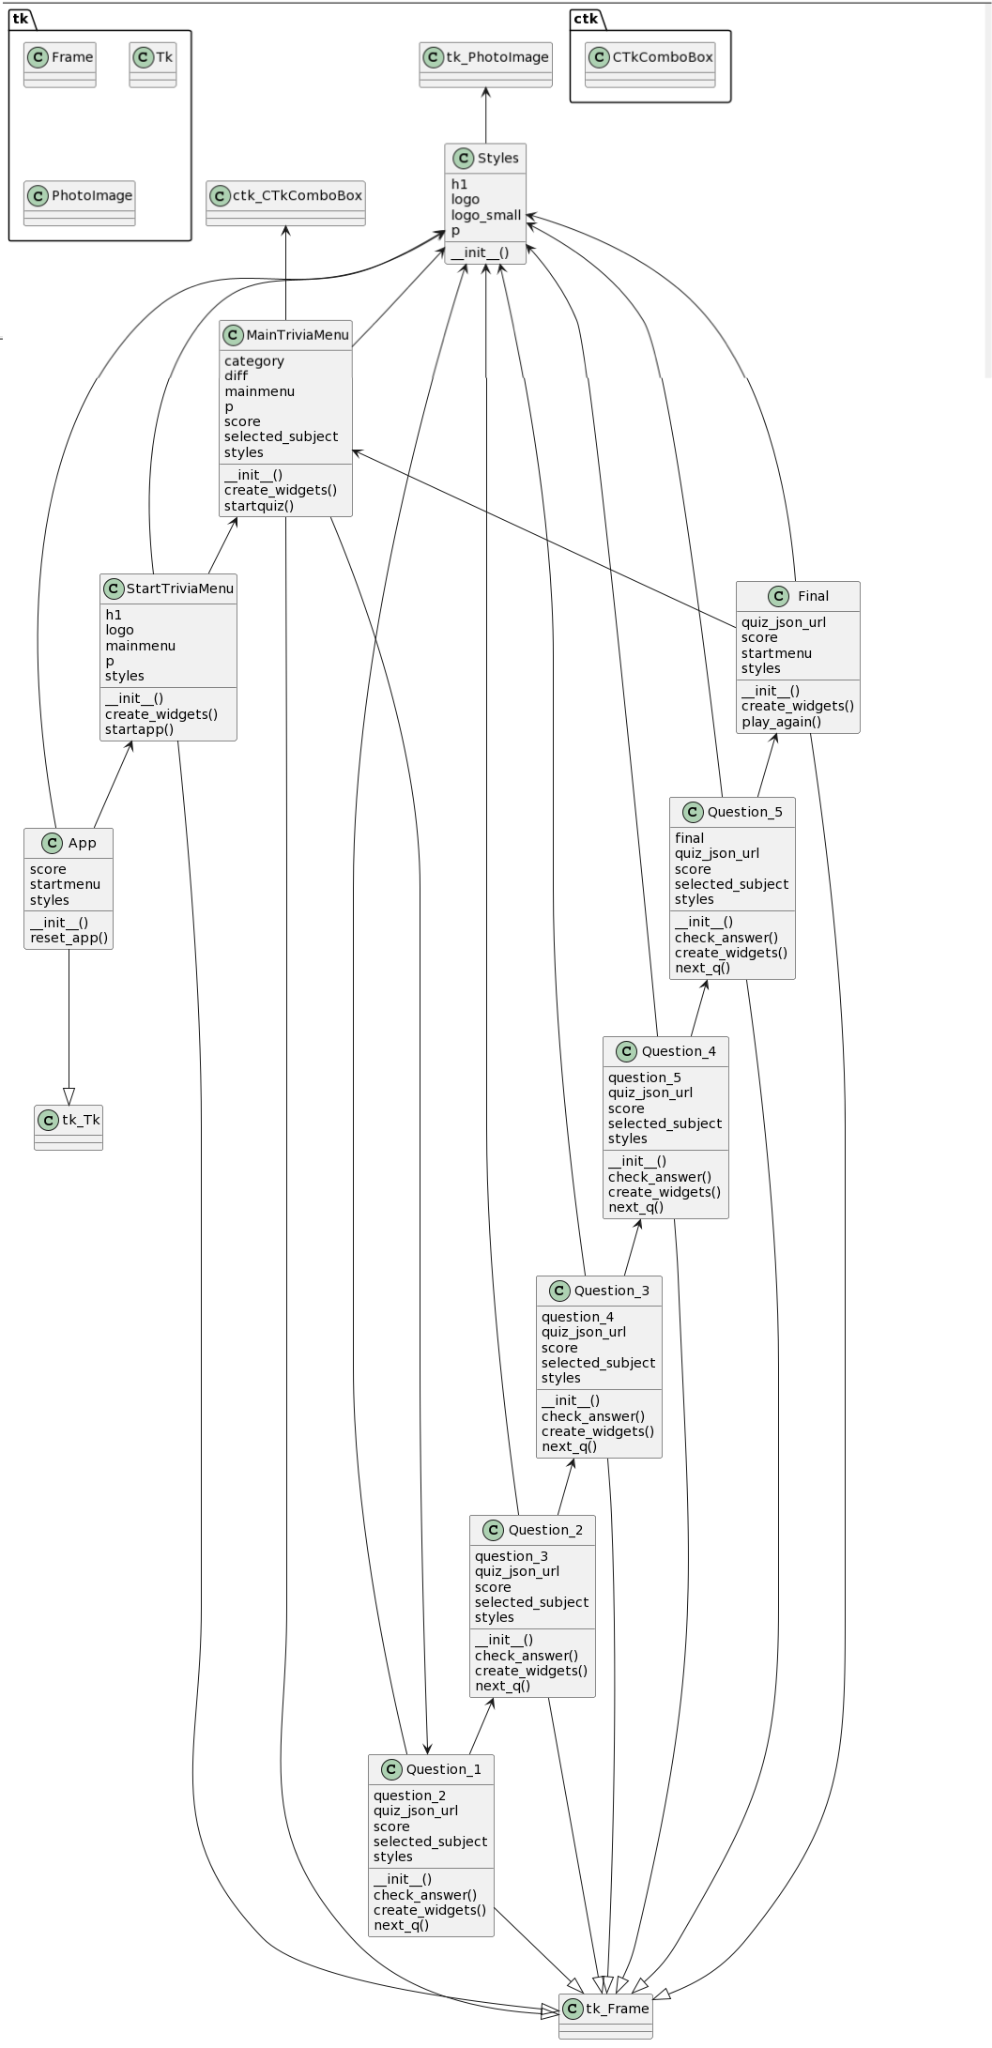 tk
C Frame
C Tk
C PhotoImage
C tk_PhotoImage
ctk
C CTkComboBox
C Styles
h1
logo
logo_small
p
__init__()
C ctk_CTkComboBox
C MainTriviaMenu
category
diff
mainmenu
p
score
selected_subject
styles
__init__()
create_widgets()
startquiz()
C StartTriviaMenu
h1
logo
mainmenu
p
styles
__init__()
create_widgets()
startapp()
C Final
quiz_json_url
score
startmenu
styles
__init__()
create_widgets()
play_again()
C App
score
startmenu
styles
__init__()
reset_app()
C Question_5
final
quiz_json_url
score
selected_subject
styles
__init__()
check_answer()
create_widgets()
next_q()
C tk_Tk
C Question_4
question_5
quiz_json_url
score
selected_subject
styles
__init__()
check_answer()
create_widgets()
next_q()
C Question_3
question_4
quiz_json_url
score
selected_subject
styles
__init__()
check_answer()
create_widgets()
next_q()
C Question_2
question_3
quiz_json_url
score
selected_subject
styles
__init__()
check_answer()
create_widgets()
next_q()
C Question_1
question_2
quiz_json_url
score
selected_subject
styles
__init__()
check_answer()
create_widgets()
next_q()
C tk_Frame